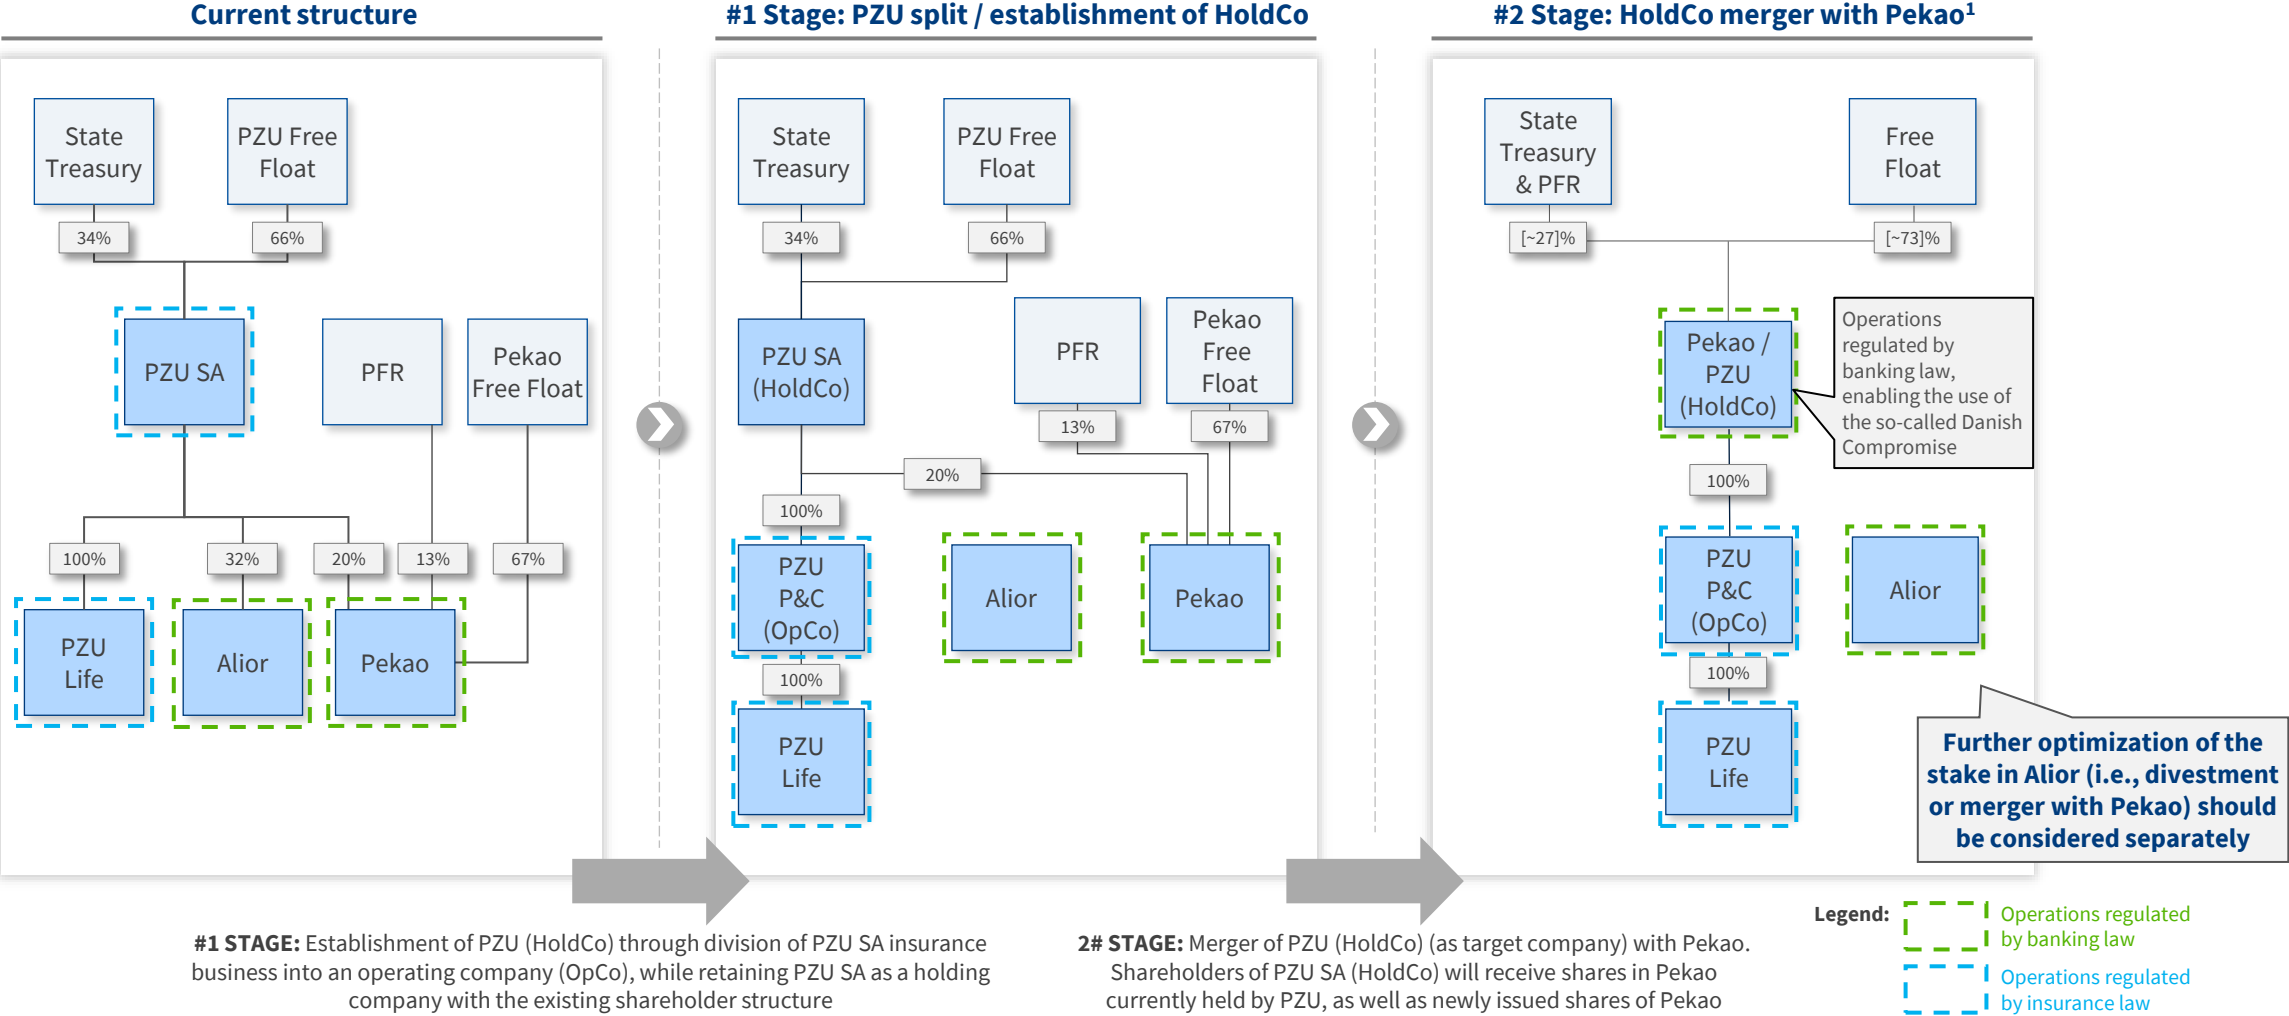 Current structure
State
Treasury
PZU Free
Float
34%
66%
PZU SA
PFR
Pekao
Free Float
100%
32%
20%
13%
67%
PZU
Life
Alior
Pekao
#1 Stage: PZU split / establishment of HoldCo
State
Treasury
PZU Free
Float
34%
66%
PZU SA
(HoldCo)
PFR
Pekao
Free
Float
13%
67%
20%
100%
PZU
P&C
(OpCo)
Alior
Pekao
100%
PZU
Life
#2 Stage: HoldCo merger with Pekao¹
State
Treasury
& PFR
Free
Float
[~27]%
[~73]%
Pekao /
PZU
(HoldCo)
Operations
regulated by
banking law,
enabling the use of
the so-called Danish
Compromise
100%
PZU
P&C
(OpCo)
Alior
100%
PZU
Life
Further optimization of the
stake in Alior (i.e., divestment
or merger with Pekao) should
be considered separately
#1 STAGE: Establishment of PZU (HoldCo) through division of PZU SA insurance
business into an operating company (OpCo), while retaining PZU SA as a holding
company with the existing shareholder structure
2# STAGE: Merger of PZU (HoldCo) (as target company) with Pekao.
Shareholders of PZU SA (HoldCo) will receive shares in Pekao
currently held by PZU, as well as newly issued shares of Pekao
Legend:
Operations regulated
by banking law
Operations regulated
by insurance law